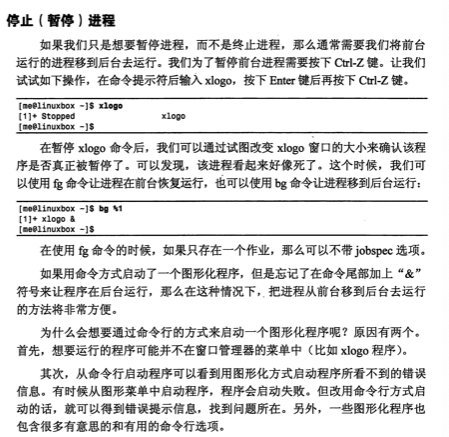 停止（暂停）进程
如果我们只是想要暂停进程，而不是终止进程，那么通常需要我们将前台
运行的进程移到后台去运行。我们为了暂停前台进程需要按下 Ctrl-Z 键。让我们
试试如下操作，在命令提示符后输入 xlogo，按下 Enter 键后再按下 Ctrl-Z 键。
[me@linuxbox ~]$ xlogo
[1]+ Stopped xlogo
[me@linuxbox ~]$
在暂停 xlogo 命令后，我们可以通过试图改变 xlogo 窗口的大小来确认该程
序是否真正被暂停了。可以发现，该进程看起来好像死了。这个时候，我们可
以使用 fg 命令让进程在前台恢复运行，也可以使用 bg 命令让进程移到后台运行：
[me@linuxbox ~]$ bg %1
[1]+ xlogo &
[me@linuxbox ~]$
在使用 fg 命令的时候，如果只存在一个作业，那么可以不带 jobspec 选项。
如果用命令方式启动了一个图形化程序，但是忘记了在命令尾部加上“&”
符号来让程序在后台运行，那么在这种情况下，把进程从前台移到后台去运行
的方法将非常方便。
为什么会想要通过命令行的方式来启动一个图形化程序呢？原因有两个。
首先，想要运行的程序可能并不在窗口管理器的菜单中（比如 xlogo 程序）。
其次，从命令行启动程序可以看到用图形化方式启动程序所看不到的错误
信息。有时候从图形菜单中启动程序，程序会启动失败。但改用命令行方式启
动的话，就可以得到错误提示信息，找到问题所在。另外，一些图形化程序也
包含很多有意思的和有用的命令行选项。